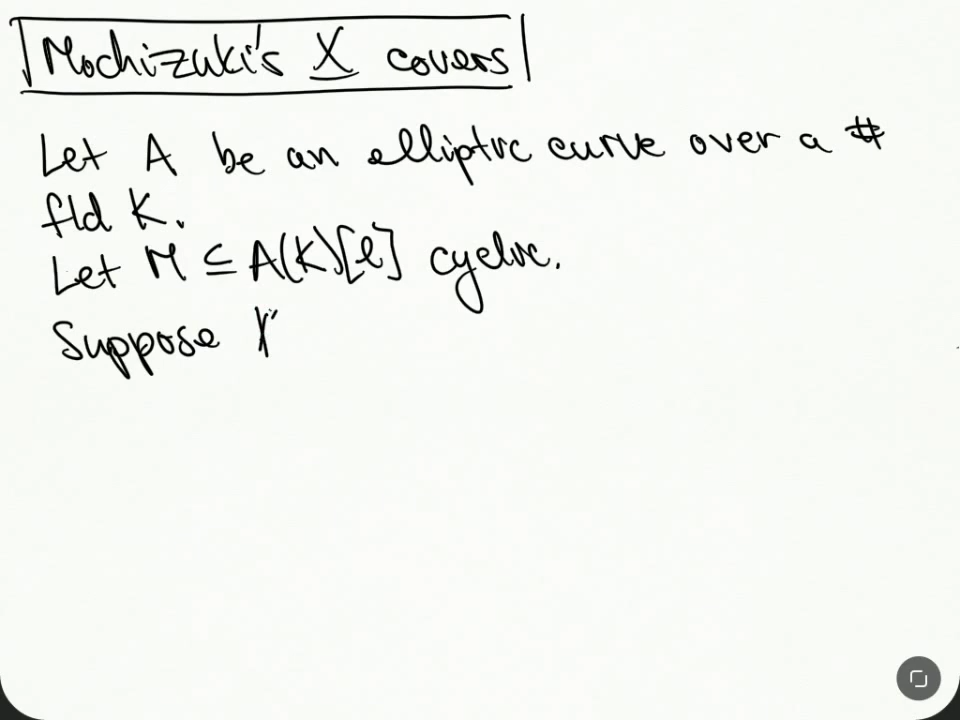 Mochizuki's X covers
Let A be an elliptic curve over a #
fld K.
Let M ⊆ A(K)[l] cyclic.
Suppose